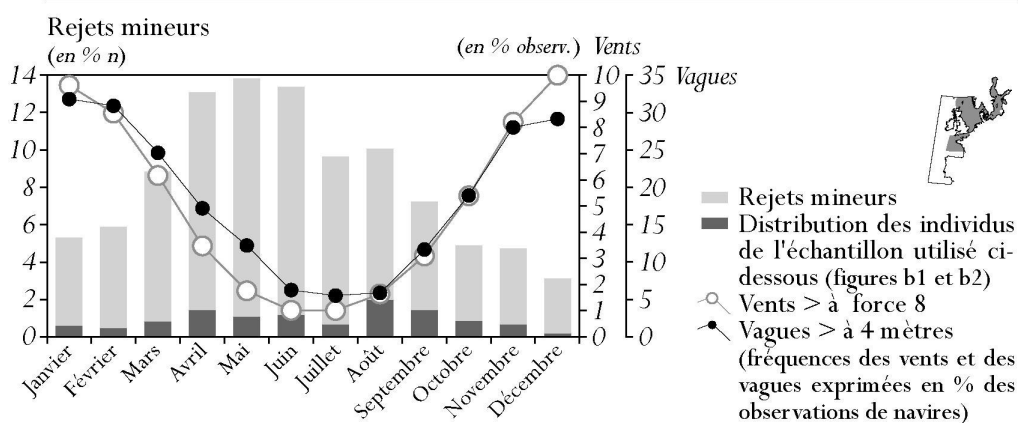 Rejets mineurs
(en % n)
(en % observ.) Vents
Vagues
14
12
10
8
6
4
2
0
10
9
8
7
6
5
4
3
2
1
0
35
30
25
20
15
10
5
0
Janvier
Février
Mars
Avril
Mai
Juin
Juillet
Août
Septembre
Octobre
Novembre
Décembre
Rejets mineurs
Distribution des individus
de l'échantillon utilisé ci-
dessous (figures b1 et b2)
Vents > à force 8
Vagues > à 4 mètres
(fréquences des vents et des
vagues exprimées en % des
observations de navires)